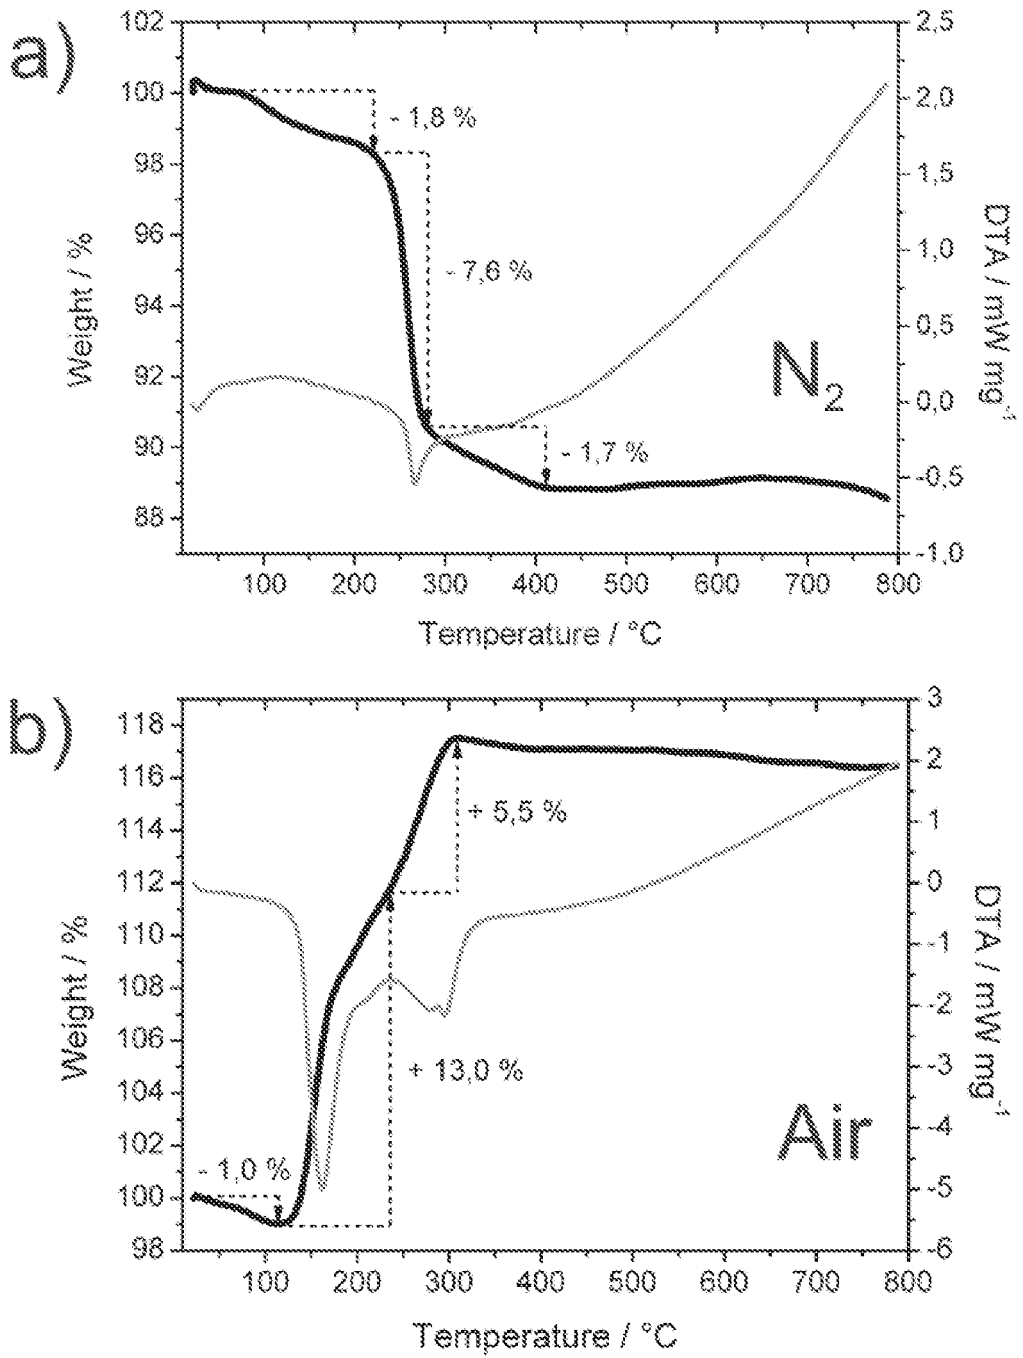 a)
102
100
98
96
94
92
90
88
Weight / %
- 1,8 %
- 7,6 %
- 1,7 %
N2
2,5
2,0
1,5
1,0
0,5
0,0
-0,5
-1,0
DTA / mW mg-1
100 200 300 400 500 600 700 800
Temperature / °C
b)
118
116
114
112
110
108
106
104
102
100
98
Weight / %
+ 5,5 %
+ 13,0 %
- 1,0 %
Air
3
2
1
0
-1
-2
-3
-4
-5
-6
DTA / mW mg-1
100 200 300 400 500 600 700 800
Temperature / °C